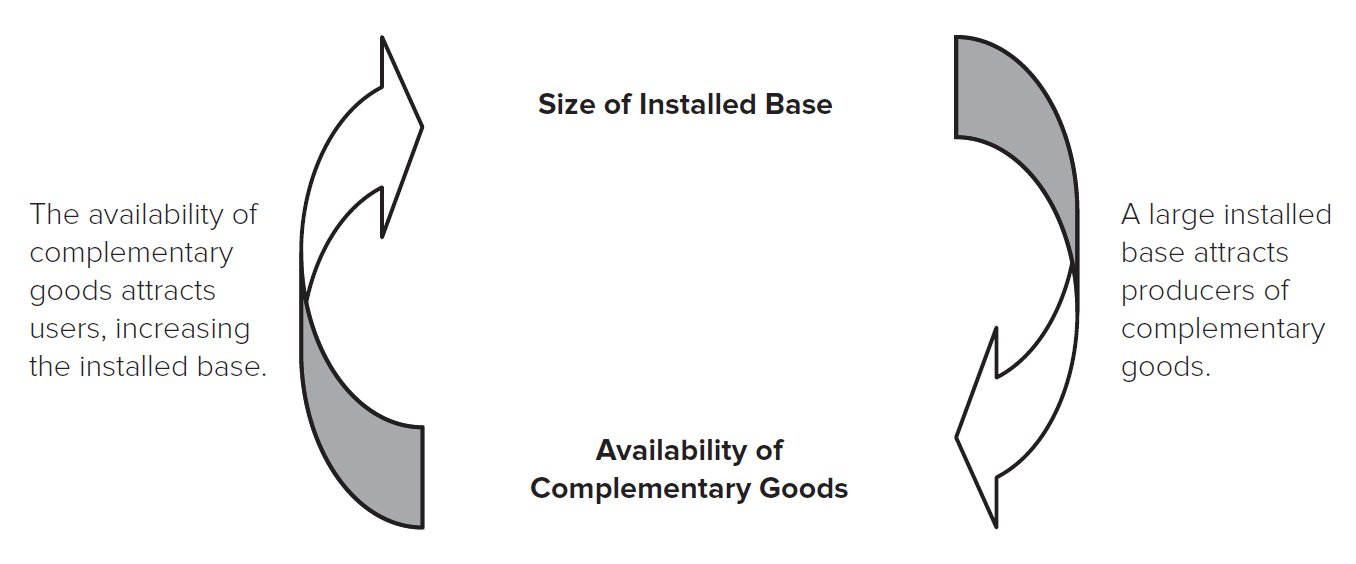 Size of Installed Base
The availability of
complementary
goods attracts
users, increasing
the installed base.
A large installed
base attracts
producers of
complementary
goods.
Availability of
Complementary Goods